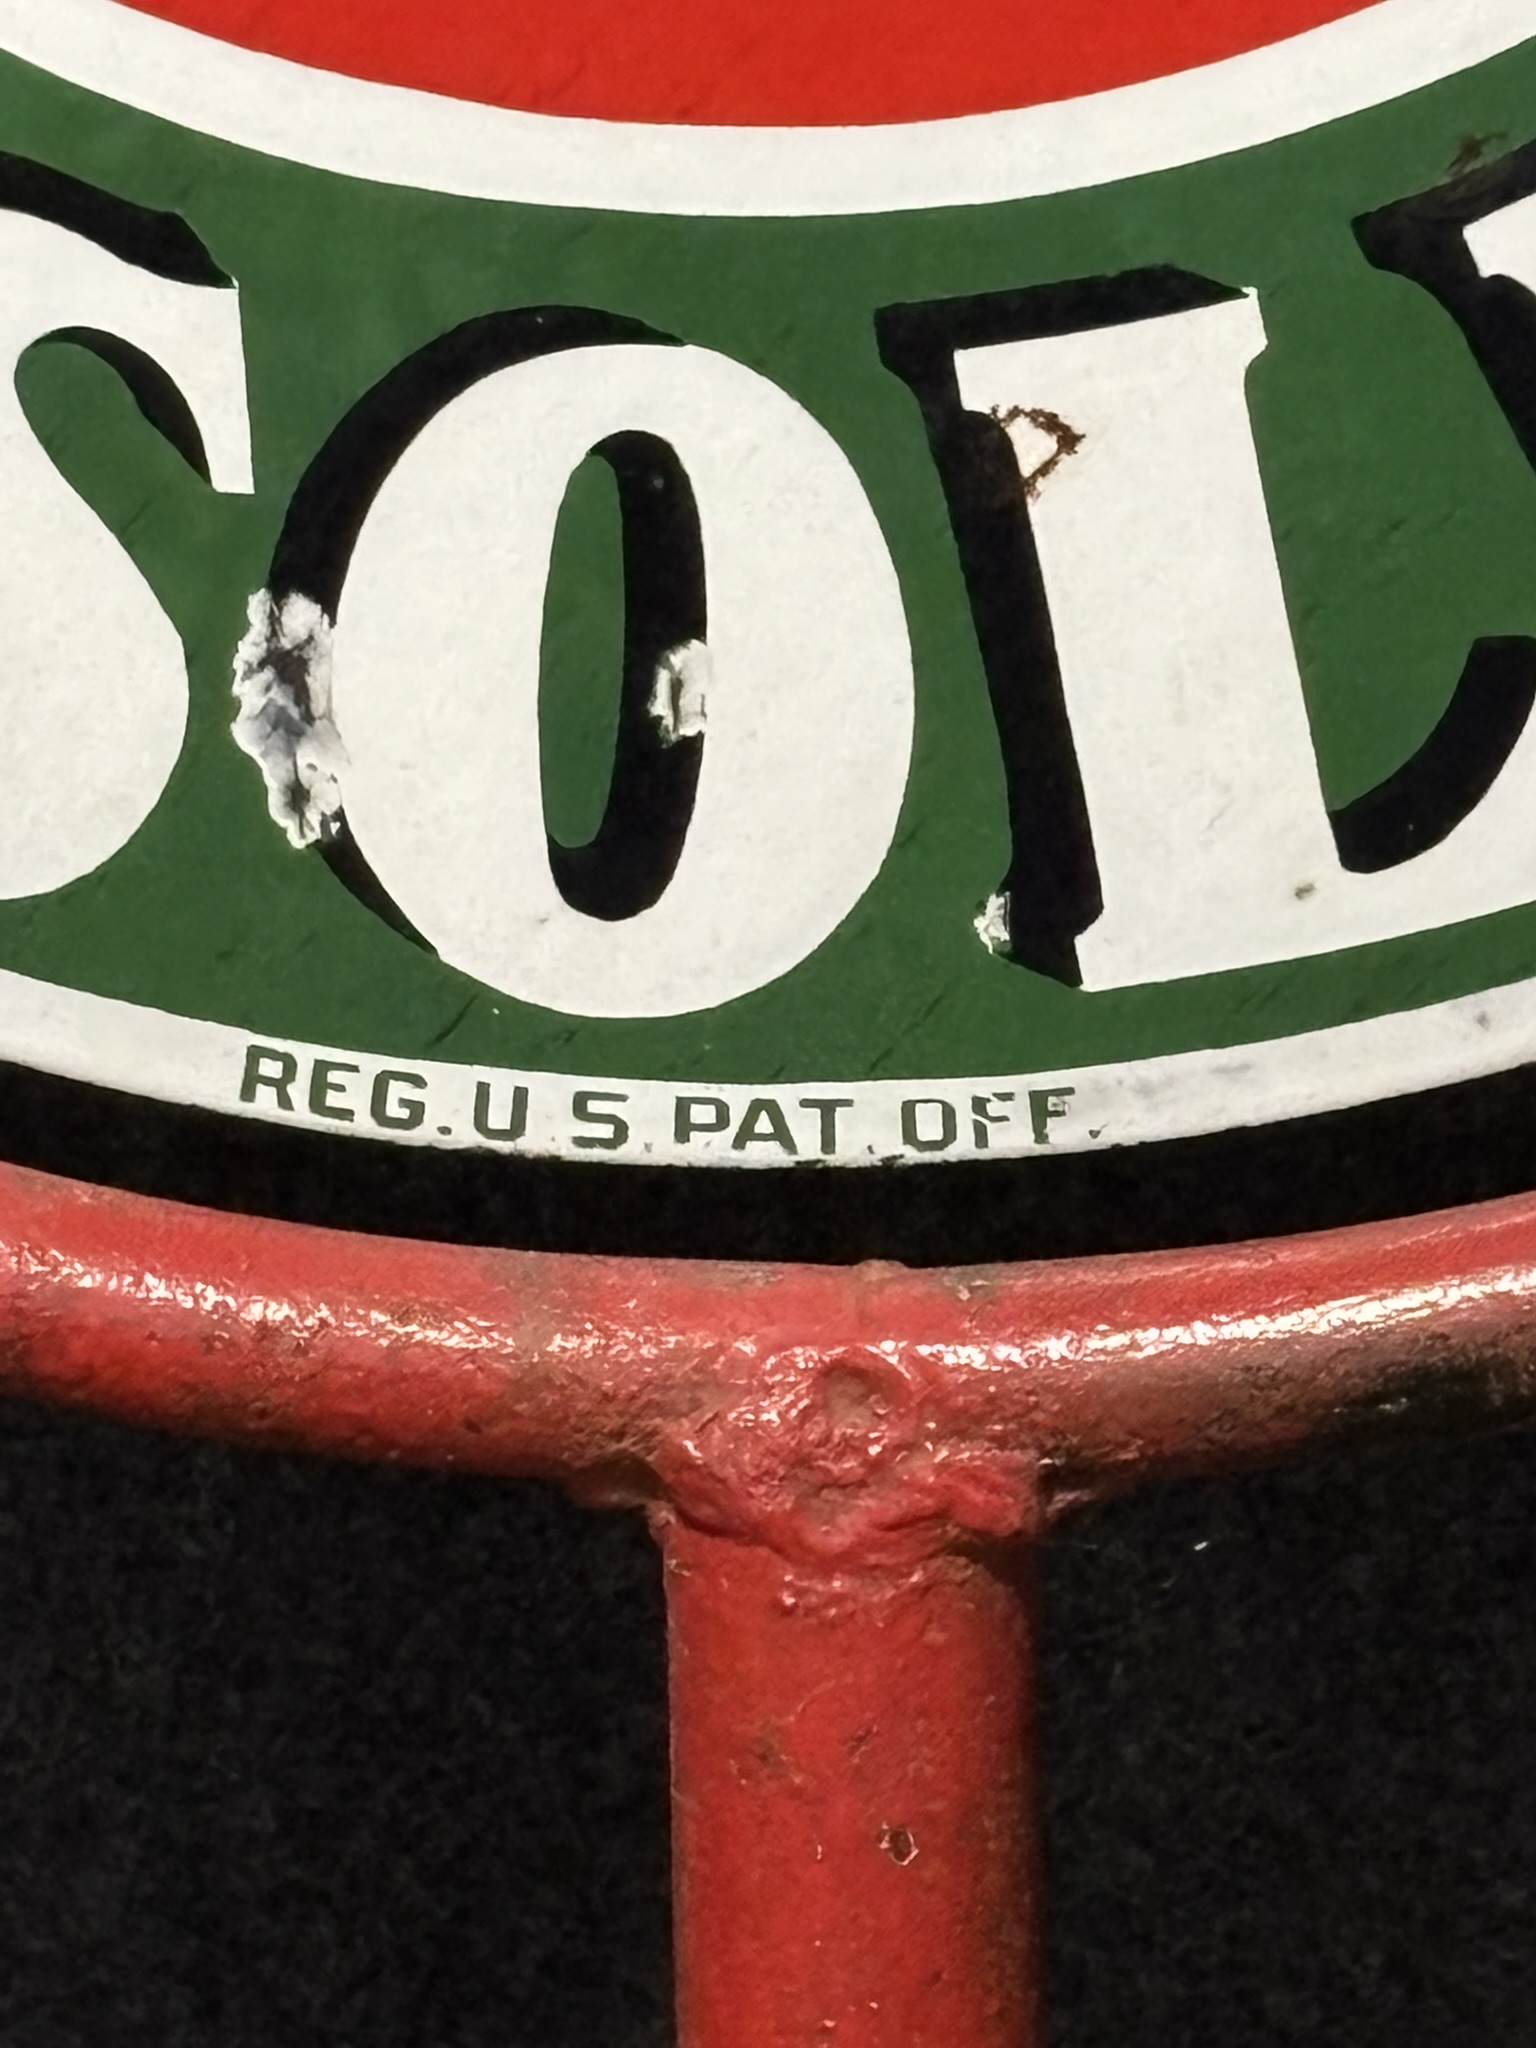 SOL
REG. U.S. PAT. OFF.